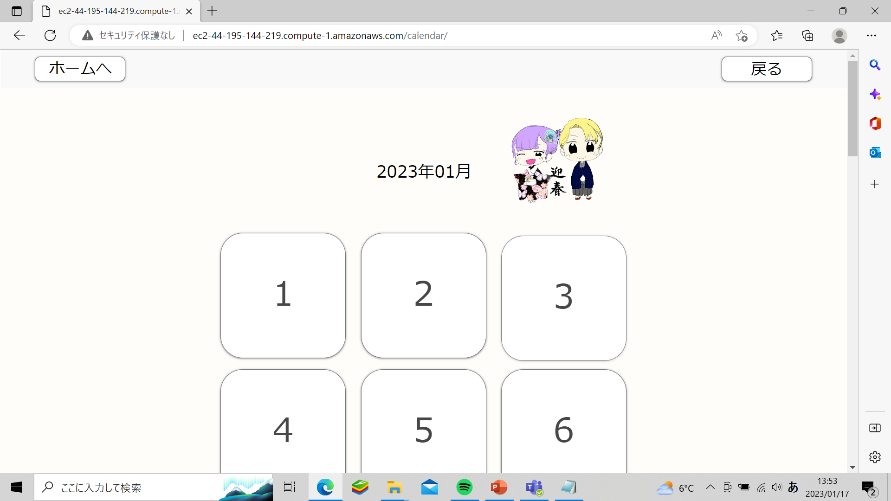 ec2-44-195-144-219.compute-1.
セキュリティ保護なし
ec2-44-195-144-219.compute-1.amazonaws.com/calendar/
ホームへ
戻る
2023年01月
迎春
1
2
3
4
5
6
ここに入力して検索
6°C
あ
13:53
2023/01/17
2